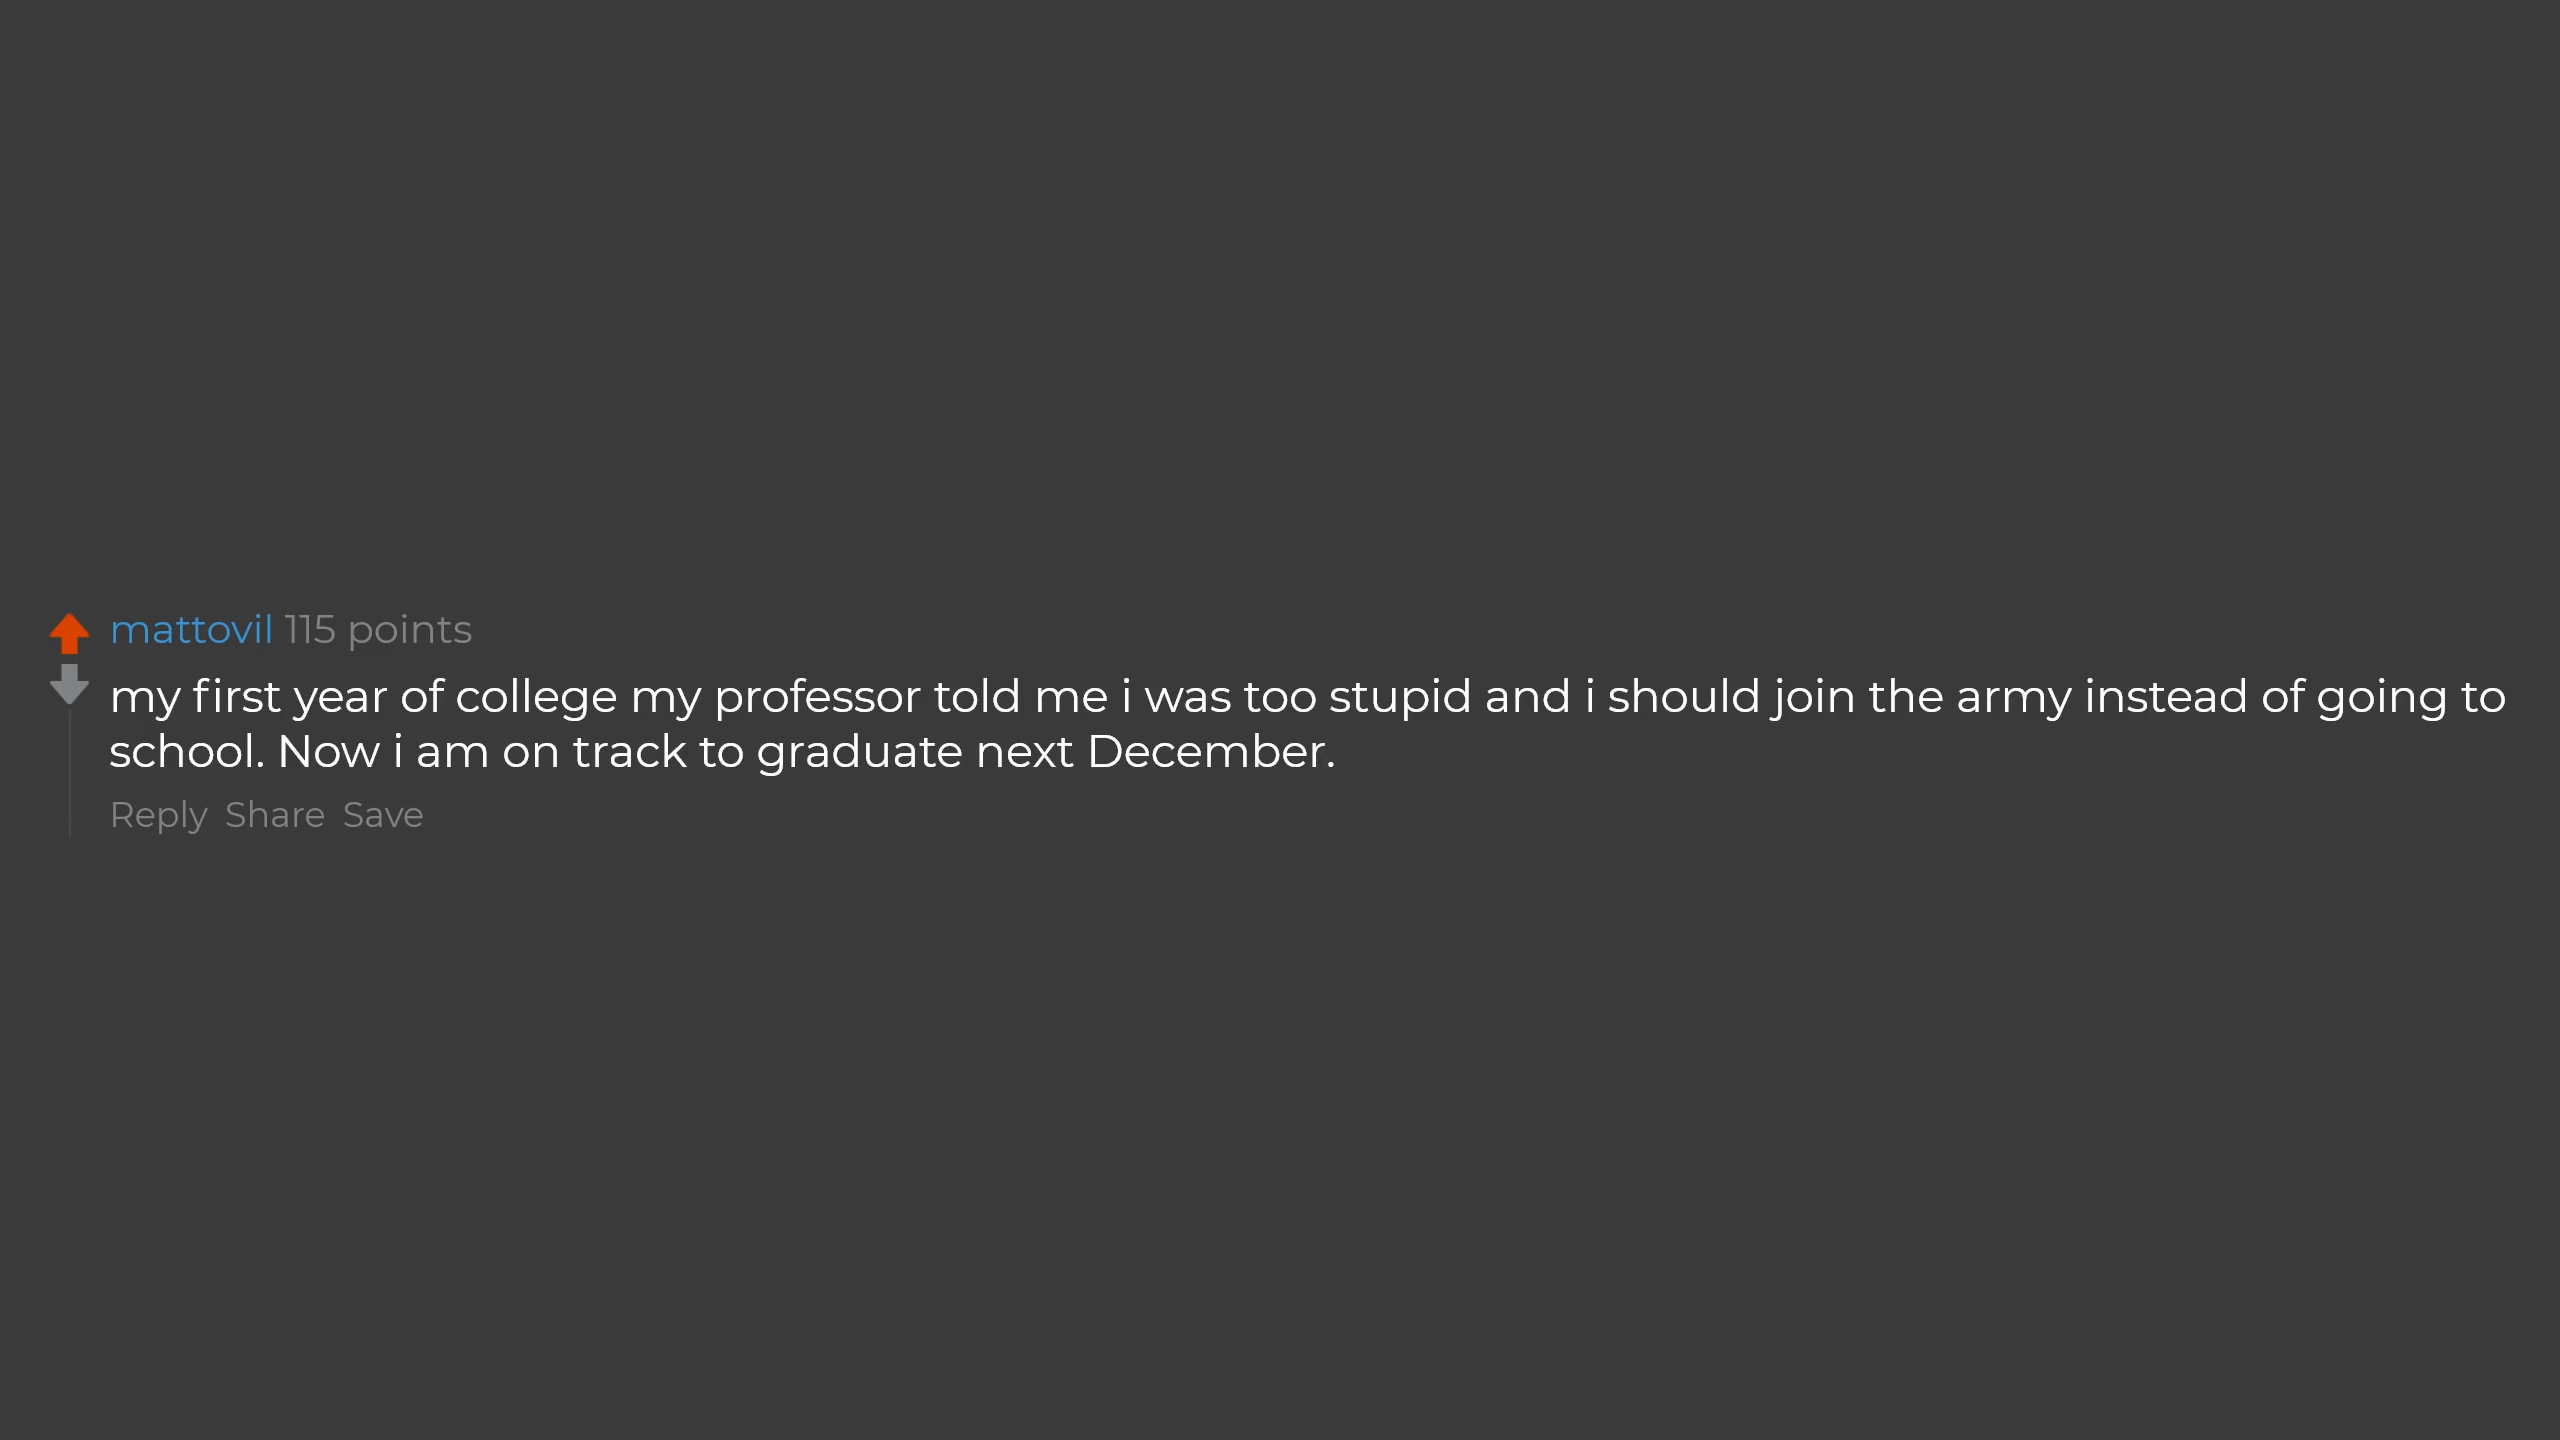 mattovil 115 points
my first year of college my professor told me i was too stupid and i should join the army instead of going to
school. Now i am on track to graduate next December.
Reply Share Save